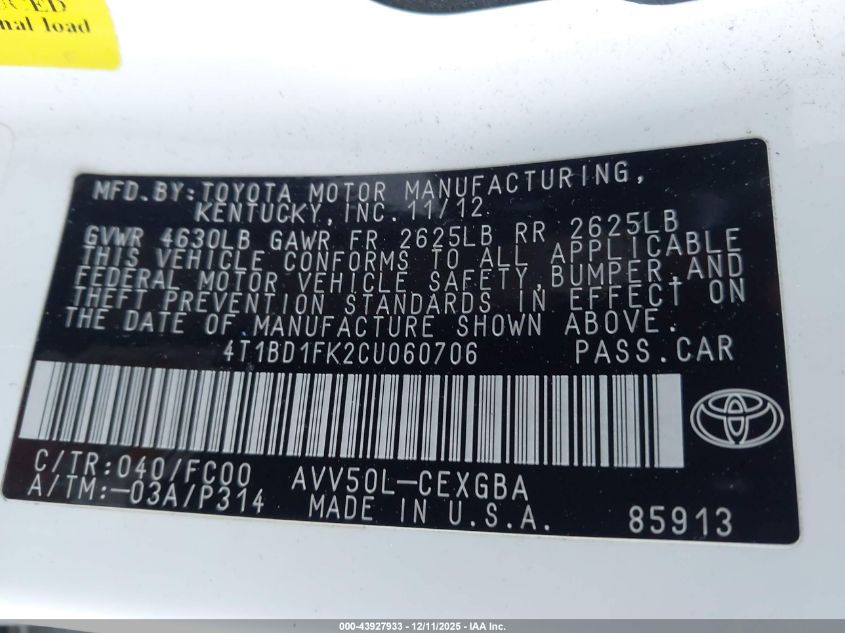 nal load
MFD.BY:TOYOTA MOTOR MANUFACTURING,
KENTUCKY,INC. 11/12
GVWR 4630LB GAWR FR 2625LB RR 2625LB
THIS VEHICLE CONFORMS TO ALL APPLICABLE
FEDERAL MOTOR VEHICLE SAFETY,BUMPER,AND
THEFT PREVENTION STANDARDS IN EFFECT ON
THE DATE OF MANUFACTURE SHOWN ABOVE.
4T1BD1FK2CU060706 PASS.CAR
C/TR:040/FC00 AVV50L-CEXGBA
A/TM:-03A/P314 MADE IN U.S.A. 85913
000-43927933 - 12/11/2025 - IAA Inc.